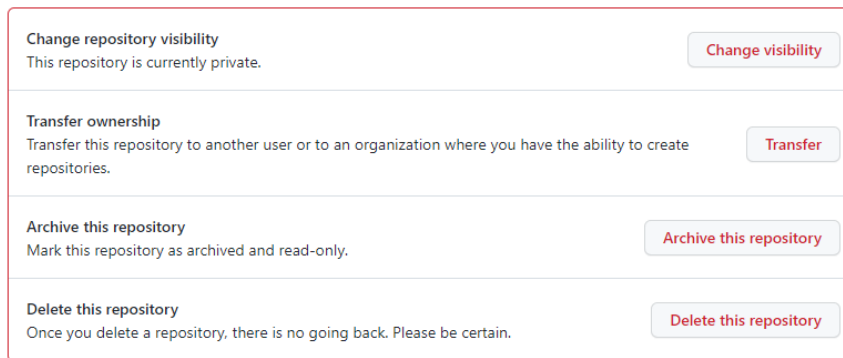 Change repository visibility
This repository is currently private.
Change visibility
Transfer ownership
Transfer this repository to another user or to an organization where you have the ability to create
repositories.
Transfer
Archive this repository
Mark this repository as archived and read-only.
Archive this repository
Delete this repository
Once you delete a repository, there is no going back. Please be certain.
Delete this repository